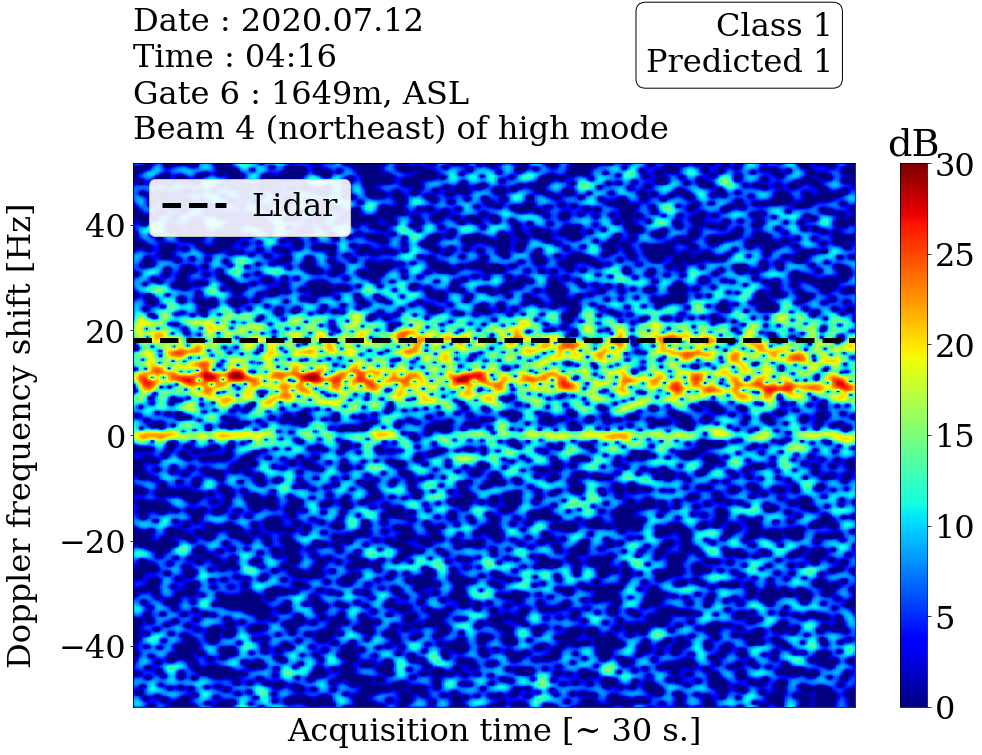 Date : 2020.07.12
Time : 04:16
Gate 6 : 1649m, ASL
Beam 4 (northeast) of high mode
Class 1
Predicted 1
dB
Lidar
Doppler frequency shift [Hz]
40
20
0
−20
−40
30
25
20
15
10
5
0
Acquisition time [~ 30 s.]